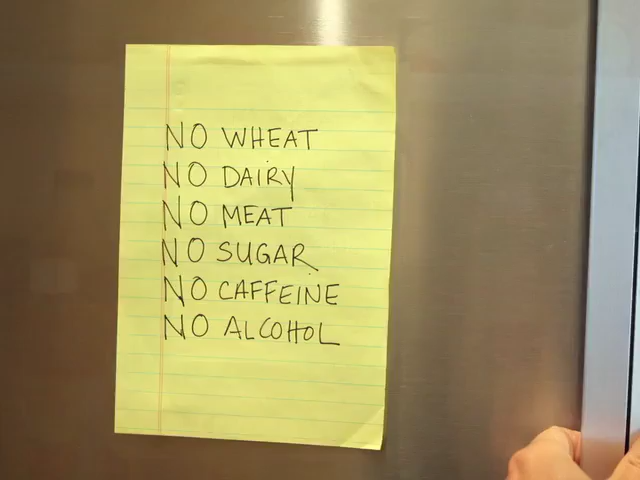 NO WHEAT
NO DAIRY
NO MEAT
NO SUGAR
NO CAFFEINE
NO ALCOHOL